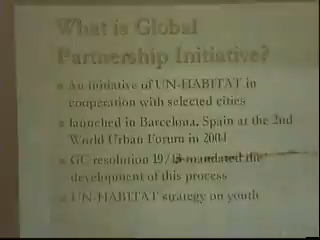 What is Global
Partnership Initiative?
An initiative of UN-HABITAT in
cooperation with selected cities
launched in Barcelona, Spain at the 2nd
World Urban Forum in 2004
GC resolution 19/13 mandated the
development of this process
UN-HABITAT strategy on youth